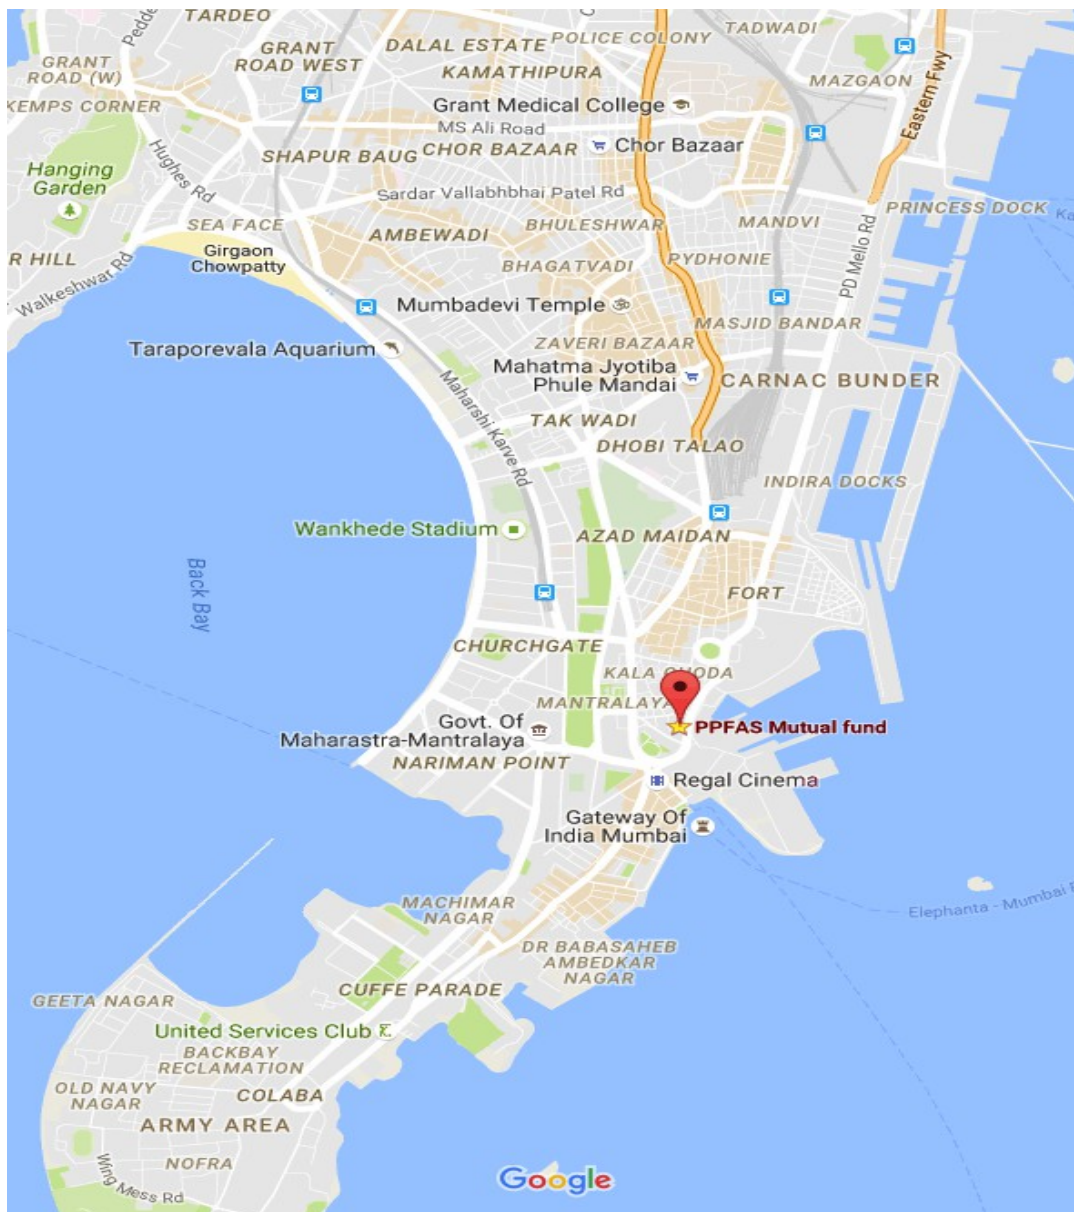 TARDEO
Pedde
GRANT
ROAD (W)
GRANT
ROAD WEST
DALAL ESTATE
POLICE COLONY
TADWADI
KAMATHIPURA
MAZGAON
Eastern Fwy
KEMPS CORNER
Grant Medical College
MS Ali Road
SHAPUR BAUG
CHOR BAZAAR
Chor Bazaar
Hughes Rd
Hanging
Garden
Sardar Vallabhbhai Patel Rd
SEA FACE
AMBEWADI
BHULESHWAR
MANDVI
PRINCESS DOCK
Ka
R HILL
Girgaon
Chowpatty
BHAGATVADI
PYDHONIE
PD Mello Rd
Walkeshwar Rd
Mumbadevi Temple
MASJID BANDAR
Taraporevala Aquarium
ZAVERI BAZAAR
Mahatma Jyotiba
Phule Mandai
CARNAC BUNDER
Maharshi Karve Rd
TAK WADI
DHOBI TALAO
INDIRA DOCKS
Wankhede Stadium
AZAD MAIDAN
Back Bay
FORT
CHURCHGATE
KALA GHODA
MANTRALAYA
Govt. Of
Maharastra-Mantralaya
PPFAS Mutual fund
NARIMAN POINT
Regal Cinema
Gateway Of
India Mumbai
MACHIMAR
NAGAR
Elephanta - Mumbai F
DR BABASAHEB
AMBEDKAR
NAGAR
CUFFE PARADE
GEETA NAGAR
United Services Club
BACKBAY
RECLAMATION
OLD NAVY
NAGAR
COLABA
ARMY AREA
NOFRA
Wing Mess Rd
Google